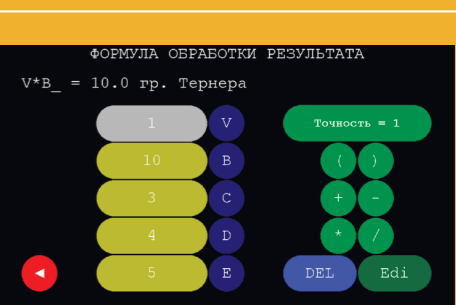 ФОРМУЛА ОБРАБОТКИ РЕЗУЛЬТАТА
V*B_ = 10.0 гр. Тернера
1 V Точность = 1
10 B ( )
3 C + -
4 D * /
5 E DEL Edi